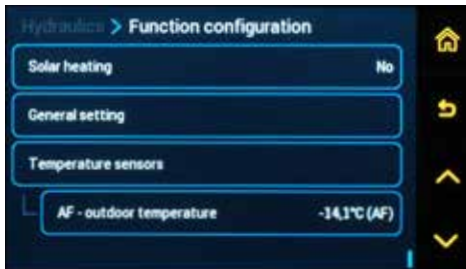 Hydraulics > Function configuration
Solar heating No
General setting
Temperature sensors
AF - outdoor temperature -14,1°C (AF)